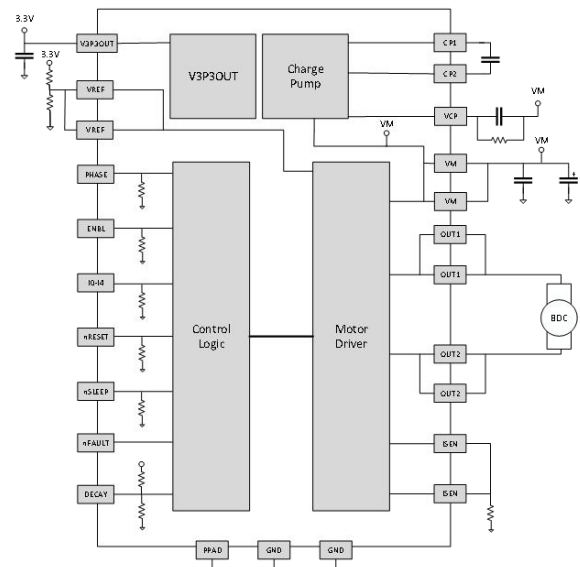 3.3V
V3P3OUT
3.3V
VREF
VREF
PHASE
ENBL
I0-I4
nRESET
nSLEEP
nFAULT
DECAY
V3P3OUT
Charge
Pump
Control
Logic
Motor
Driver
VM
CP1
CP2
VCP
VM
VM
VM
VM
OUT1
OUT1
BDC
OUT2
OUT2
ISEN
ISEN
PPAD
GND
GND